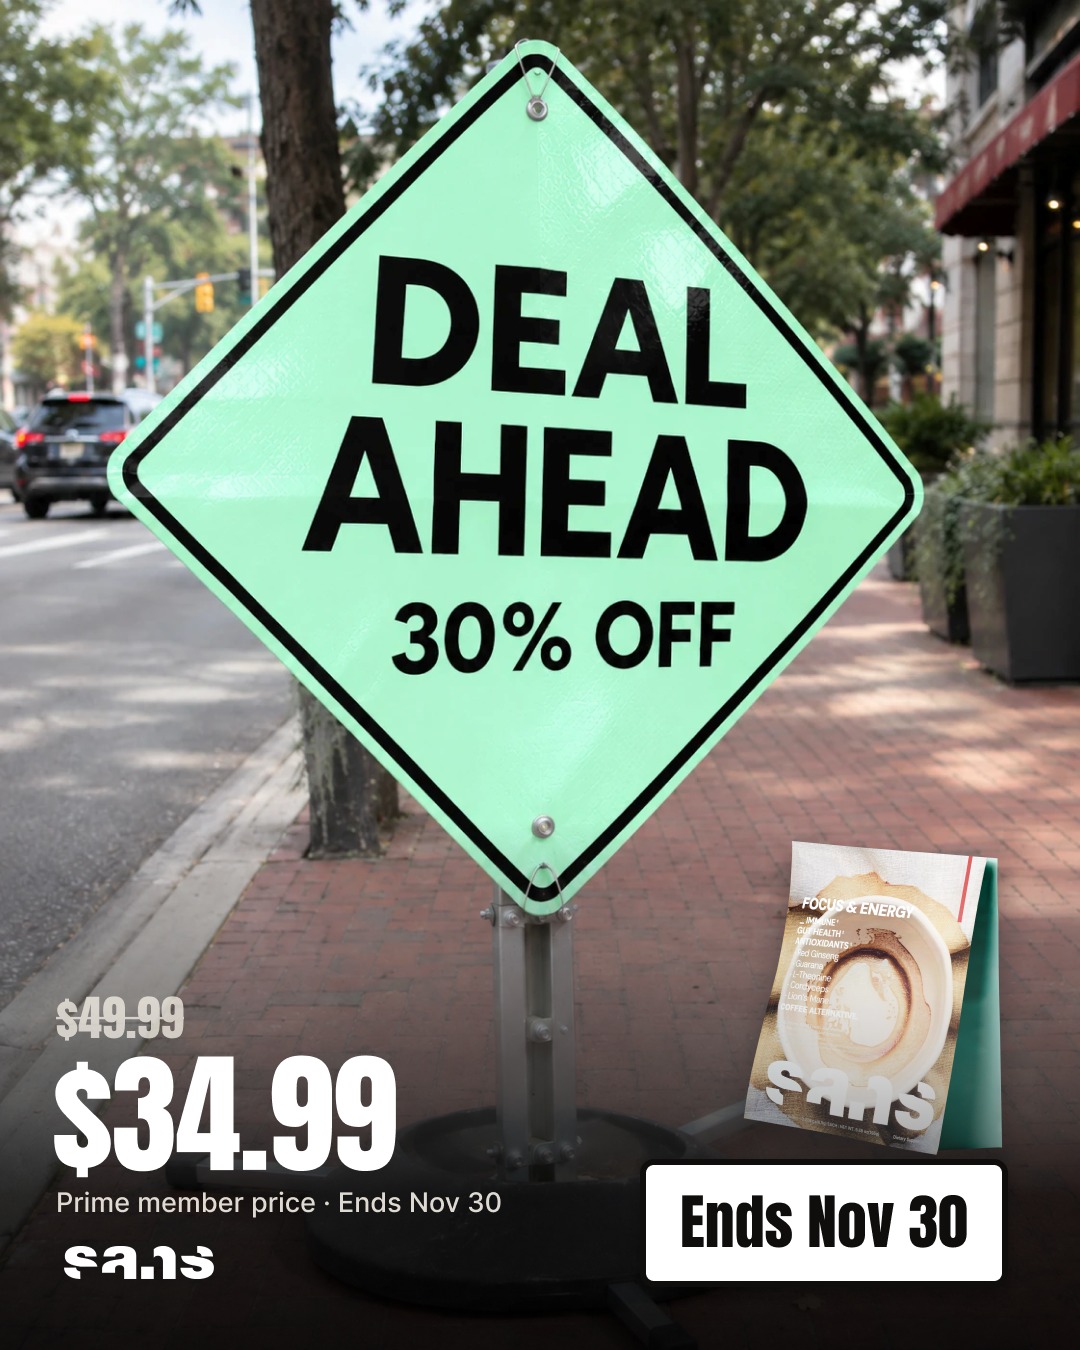 DEAL
AHEAD
30% OFF
FOCUS & ENERGY
IMMUNE
GUT HEALTH
ANTIOXIDANTS
Red Ginseng
Guarana
L-Theanine
Cordyceps
Lion's Mane
COFFEE ALTERNATIVE
sans
$49.99
$34.99
Prime member price · Ends Nov 30
sans
Ends Nov 30